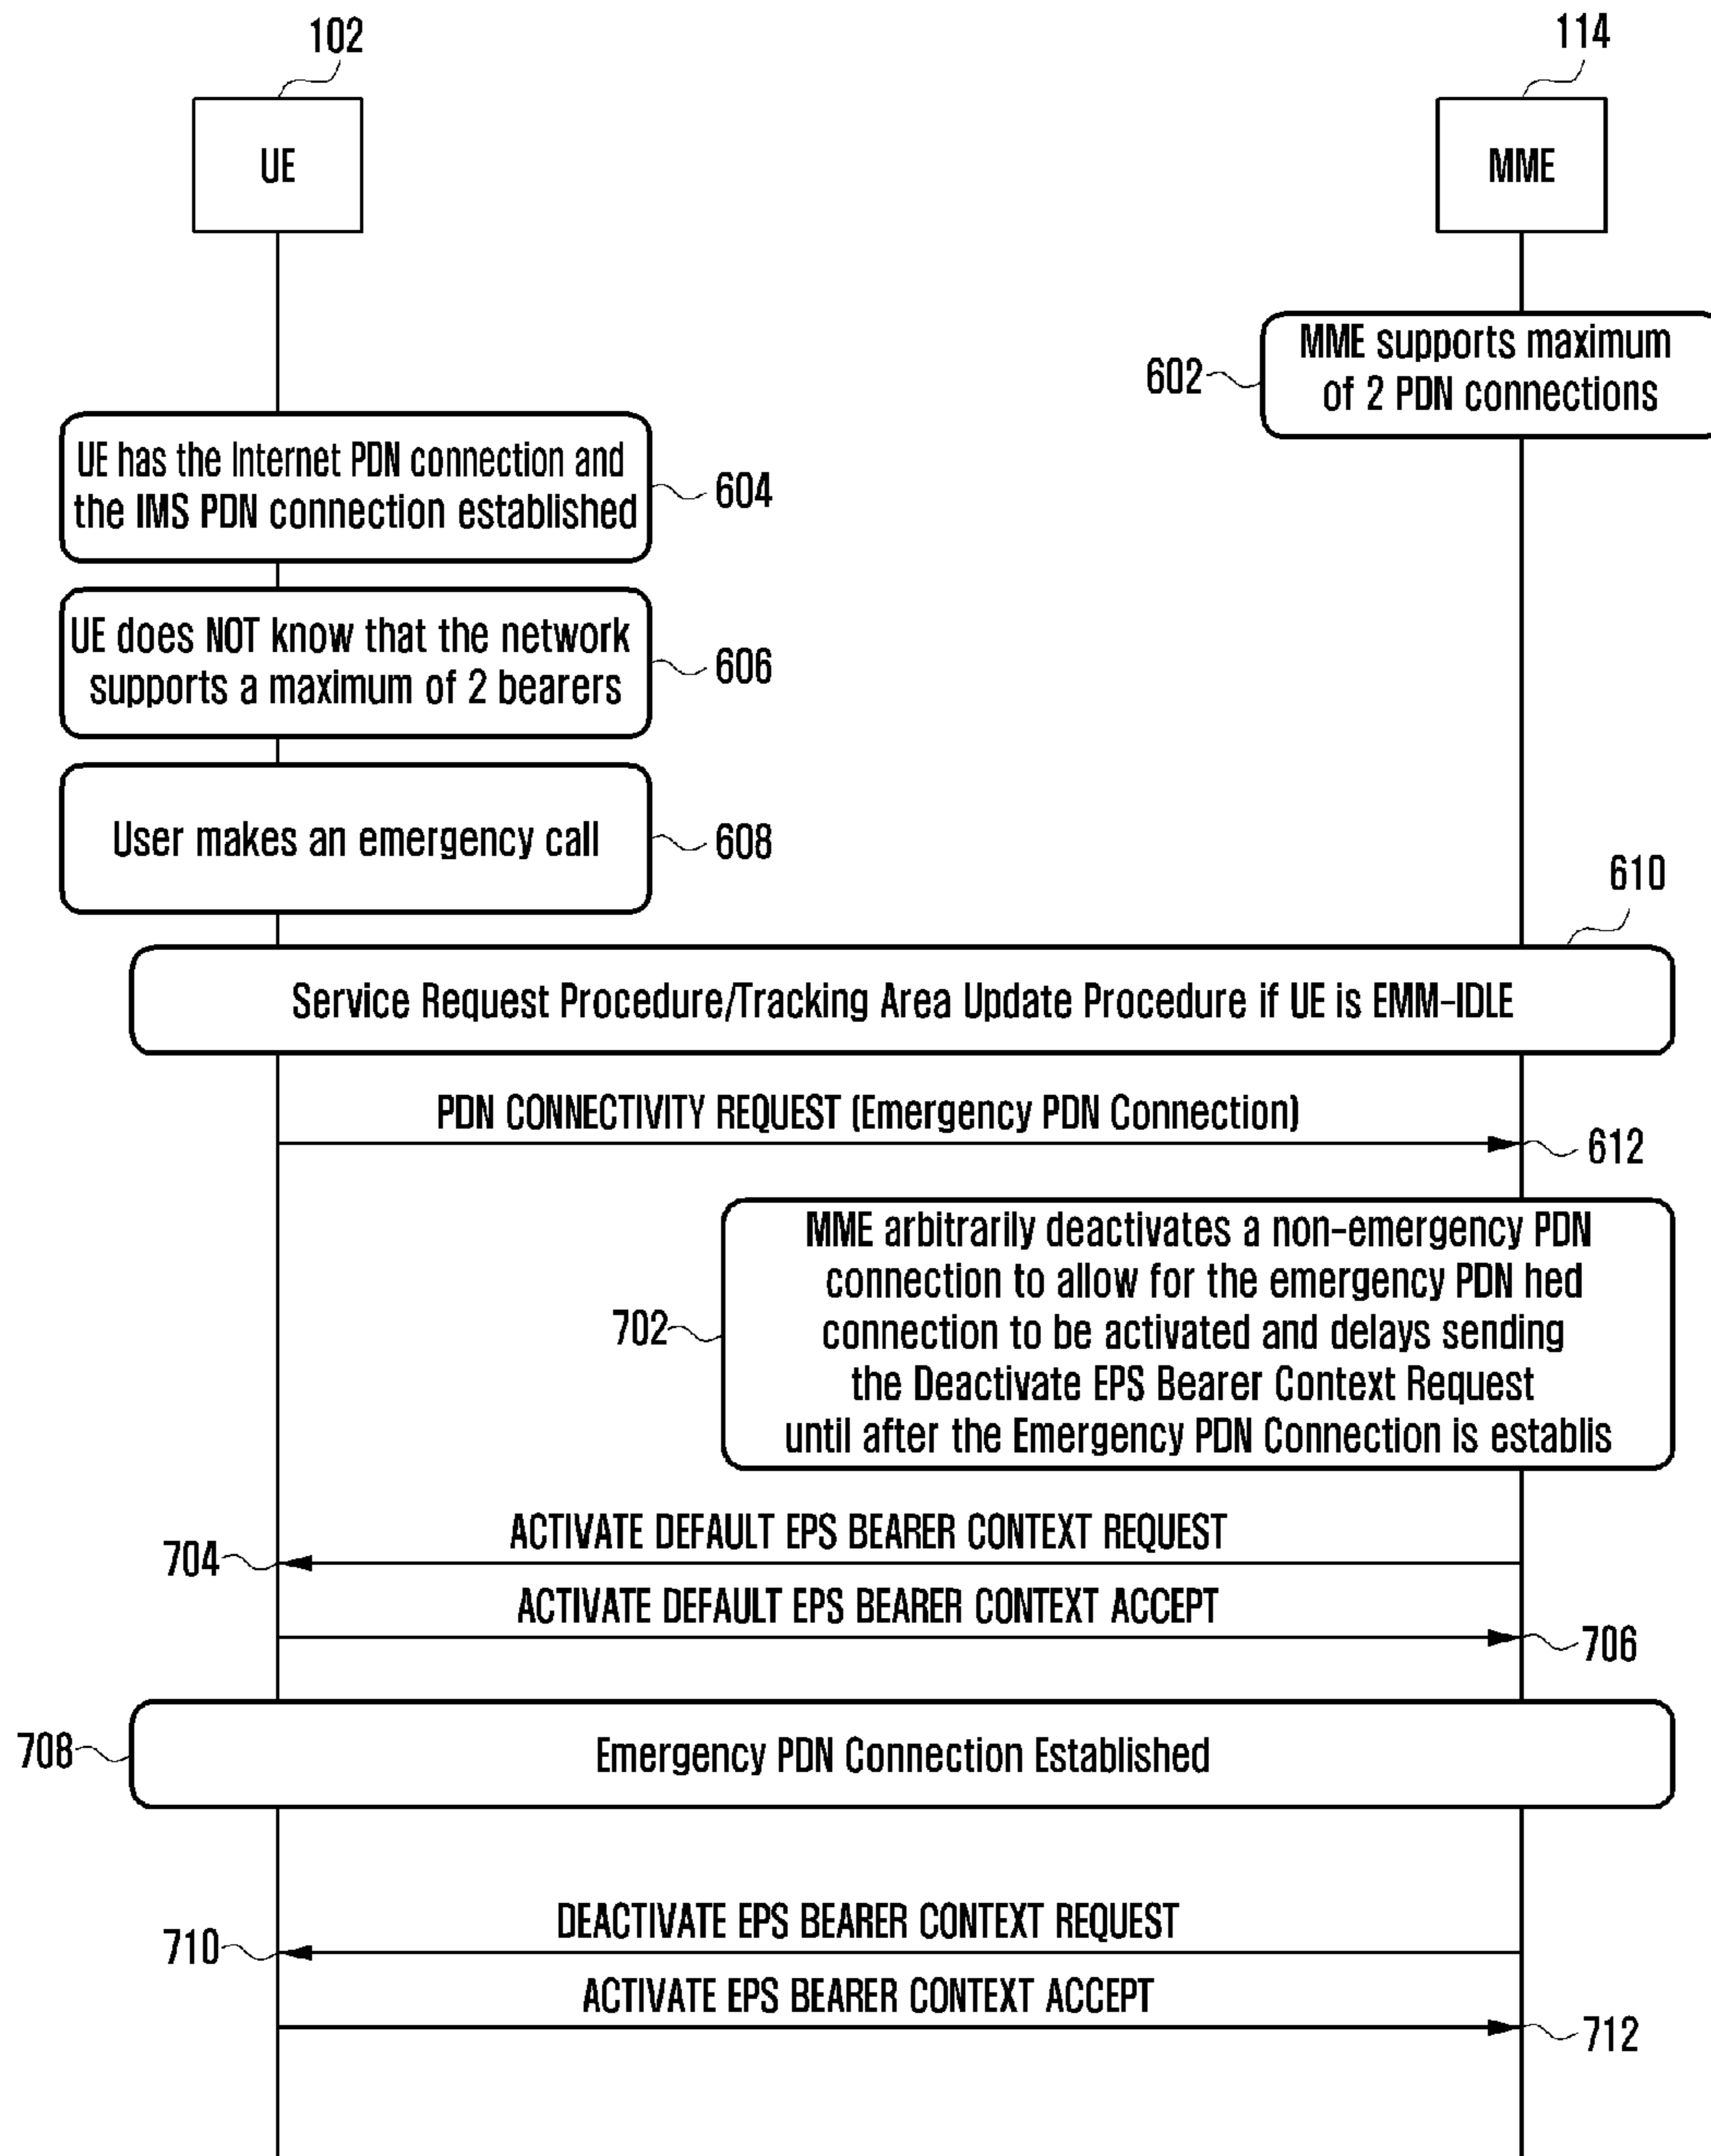 102
114
UE
MME
MME supports maximum
of 2 PDN connections
602
UE has the Internet PDN connection and
the IMS PDN connection established
604
UE does NOT know that the network
supports a maximum of 2 bearers
606
User makes an emergency call
608
610
Service Request Procedure/Tracking Area Update Procedure if UE is EMM-IDLE
PDN CONNECTIVITY REQUEST (Emergency PDN Connection)
612
MME arbitrarily deactivates a non-emergency PDN
connection to allow for the emergency PDN hed
connection to be activated and delays sending
the Deactivate EPS Bearer Context Request
until after the Emergency PDN Connection is establis
702
ACTIVATE DEFAULT EPS BEARER CONTEXT REQUEST
704
ACTIVATE DEFAULT EPS BEARER CONTEXT ACCEPT
706
708
Emergency PDN Connection Established
DEACTIVATE EPS BEARER CONTEXT REQUEST
710
ACTIVATE EPS BEARER CONTEXT ACCEPT
712